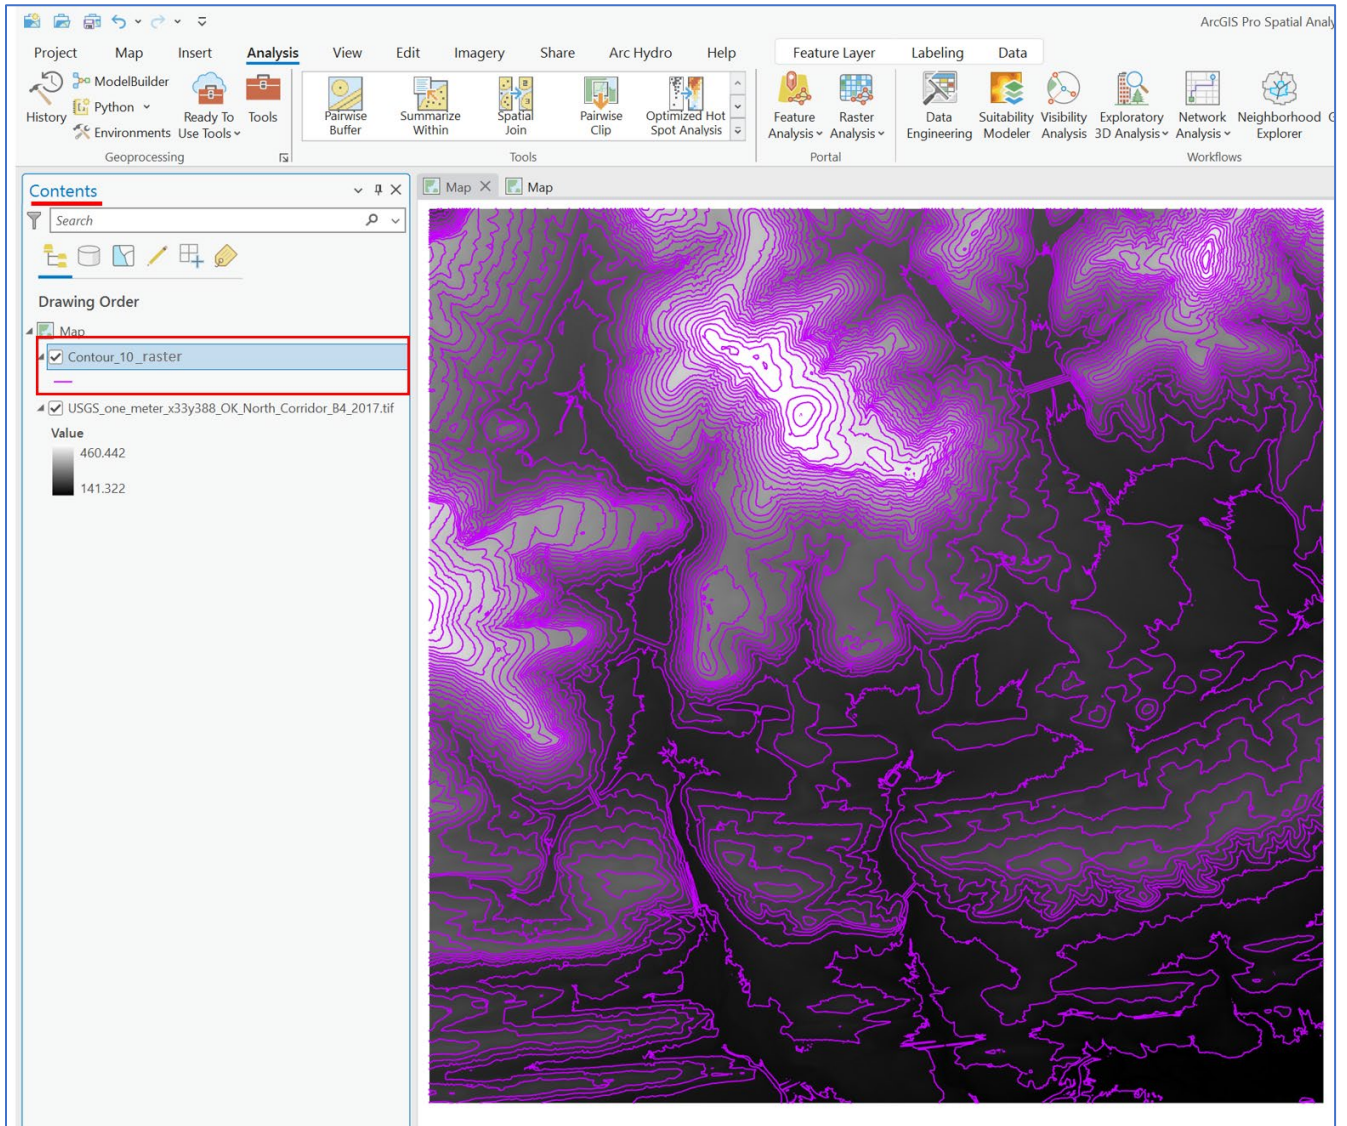 ArcGIS Pro Spatial Analy
Project Map Insert Analysis View Edit Imagery Share Arc Hydro Help Feature Layer Labeling Data
History
ModelBuilder
Python
Environments
Ready To
Use Tools
Tools
Geoprocessing
Pairwise
Buffer
Summarize
Within
Spatial
Join
Pairwise
Clip
Optimized Hot
Spot Analysis
Tools
Feature
Analysis
Raster
Analysis
Portal
Data
Engineering
Suitability
Modeler
Visibility
Analysis
Exploratory
3D Analysis
Network
Analysis
Neighborhood
Explorer
Workflows
Contents
Search
Map
Map
Drawing Order
Map
Contour_10_raster
USGS_one_meter_x33y388_OK_North_Corridor_B4_2017.tif
Value
460.442
141.322